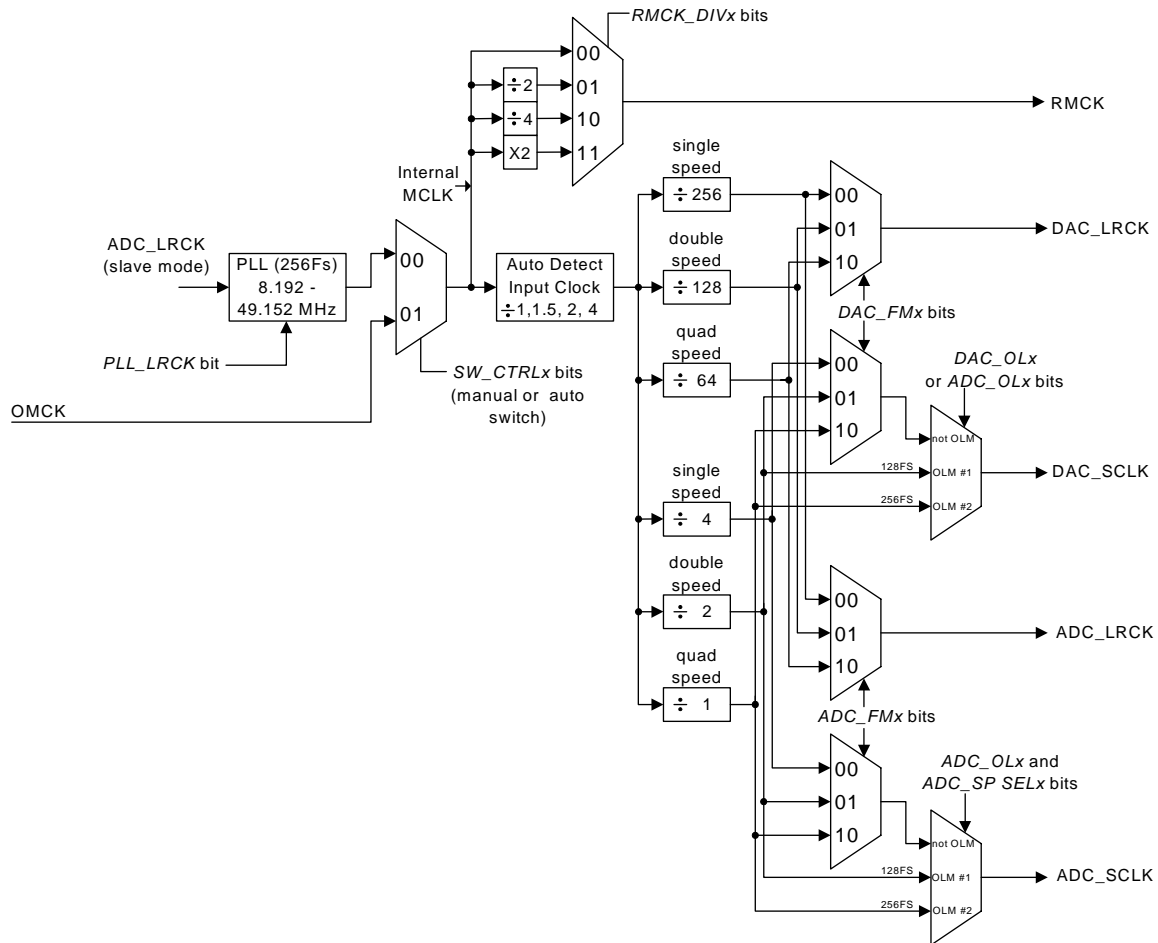 RMCK_DIVx bits
00
÷2
01
÷4
10
X2
11
RMCK
Internal
MCLK
ADC_LRCK
(slave mode)
PLL (256Fs)
8.192 -
49.152 MHz
PLL_LRCK bit
OMCK
00
01
SW_CTRLx bits
(manual or auto
switch)
Auto Detect
Input Clock
÷1,1.5, 2, 4
single
speed
÷ 256
double
speed
÷ 128
quad
speed
÷ 64
single
speed
÷ 4
double
speed
÷ 2
quad
speed
÷ 1
00
01
10
DAC_LRCK
DAC_FMx bits
00
01
10
DAC_OLx
or ADC_OLx bits
not OLM
128FS
OLM #1
256FS
OLM #2
DAC_SCLK
00
01
10
ADC_LRCK
ADC_FMx bits
00
01
10
ADC_OLx and
ADC_SP SELx bits
not OLM
128FS
OLM #1
256FS
OLM #2
ADC_SCLK